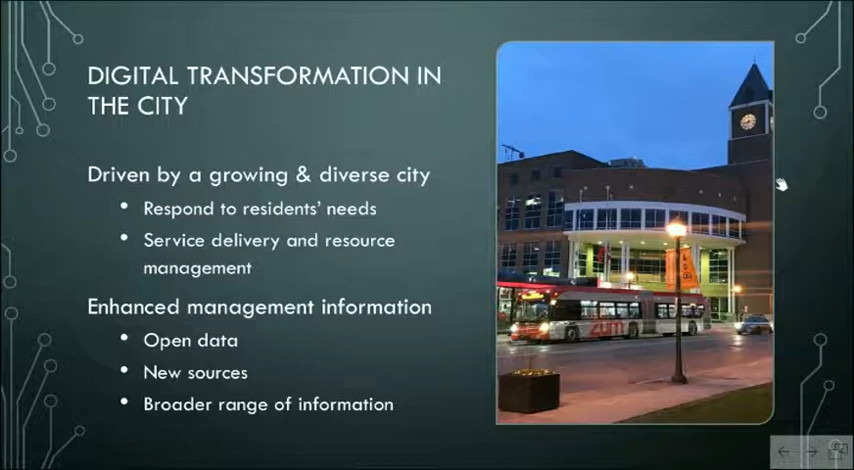 DIGITAL TRANSFORMATION IN
THE CITY
Driven by a growing & diverse city
• Respond to residents' needs
• Service delivery and resource
management
Enhanced management information
• Open data
• New sources
• Broader range of information
züm